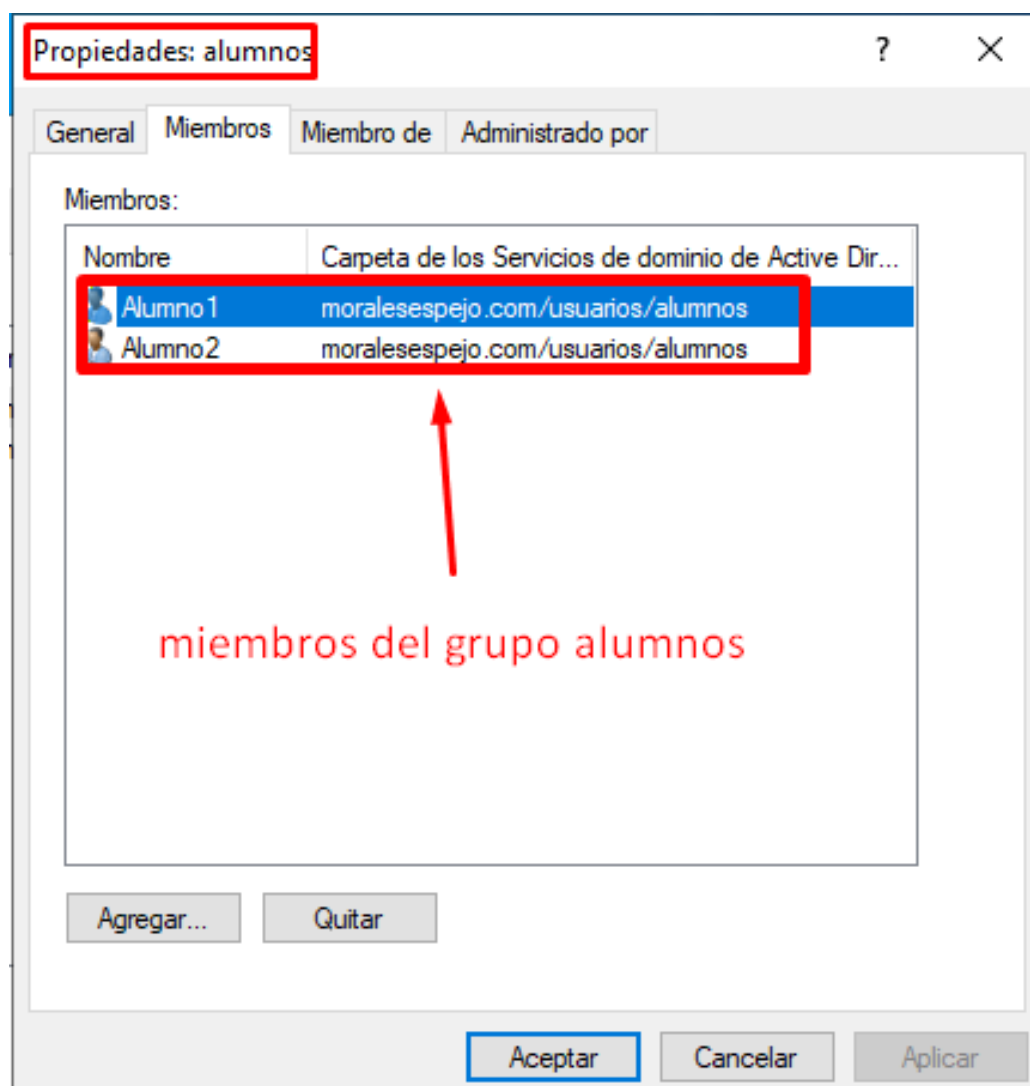 Propiedades: alumnos
?
General Miembros Miembro de Administrado por
Miembros:
Nombre Carpeta de los Servicios de dominio de Active Dir...
Alumno1 moralesespejo.com/usuarios/alumnos
Alumno2 moralesespejo.com/usuarios/alumnos
miembros del grupo alumnos
Agregar... Quitar
Aceptar Cancelar Aplicar